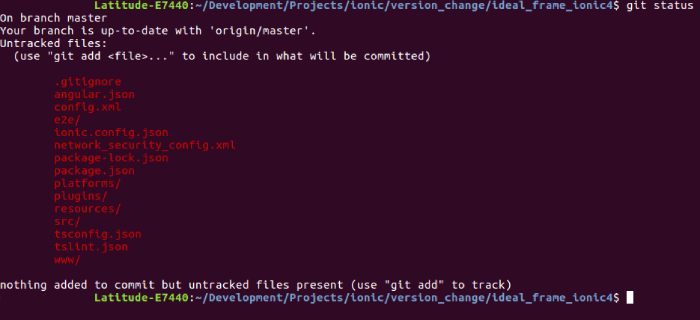 Latitude-E7440:~/Development/Projects/ionic/version_change/ideal_frame_ionic4$ git status
On branch master
Your branch is up-to-date with 'origin/master'.
Untracked files:
(use "git add <file>..." to include in what will be committed)
.gitignore
angular.json
config.xml
e2e/
ionic.config.json
network_security_config.xml
package-lock.json
package.json
platforms/
plugins/
resources/
src/
tsconfig.json
tslint.json
www/
nothing added to commit but untracked files present (use "git add" to track)
Latitude-E7440:~/Development/Projects/ionic/version_change/ideal_frame_ionic4$